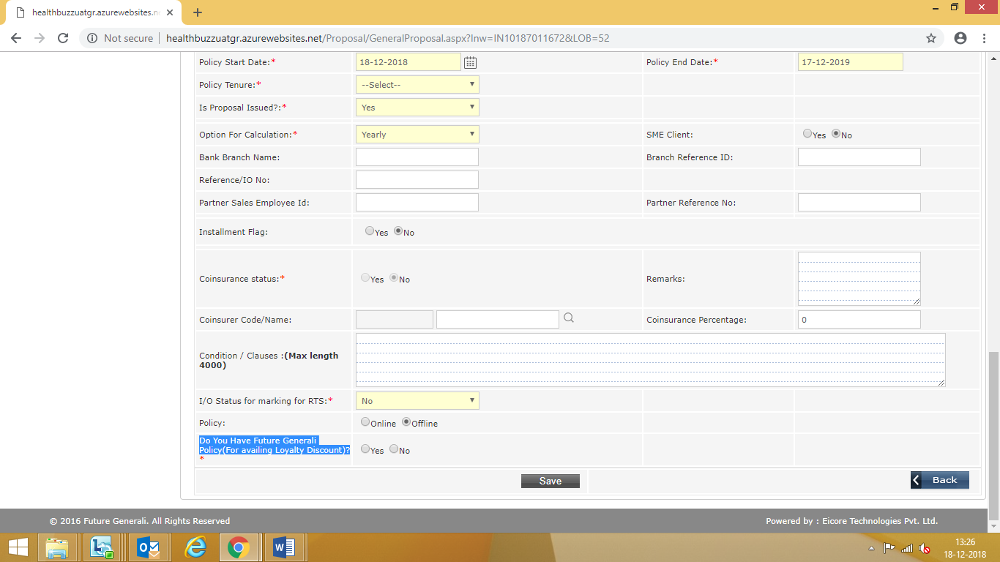 healthbuzzuatgr.azurewebsites.n
Not secure healthbuzzuatgr.azurewebsites.net/Proposal/GeneralProposal.aspx?Inw=IN10187011672&LOB=52
Policy Start Date:* 18-12-2018 Policy End Date:* 17-12-2019
Policy Tenure:* --Select--
Is Proposal Issued?:* Yes
Option For Calculation:* Yearly SME Client: Yes No
Bank Branch Name: Branch Reference ID:
Reference/IO No:
Partner Sales Employee Id: Partner Reference No:
Installment Flag: Yes No
Coinsurance status:* Yes No Remarks:
Coinsurer Code/Name: Coinsurance Percentage: 0
Condition / Clauses :(Max length
4000)
I/O Status for marking for RTS:* No
Policy: Online Offline
Do You Have Future Generali
Policy(For availing Loyalty Discount)? Yes No
*
Save Back
© 2016 Future Generali. All Rights Reserved Powered by : Eicore Technologies Pvt. Ltd.
13:26
18-12-2018